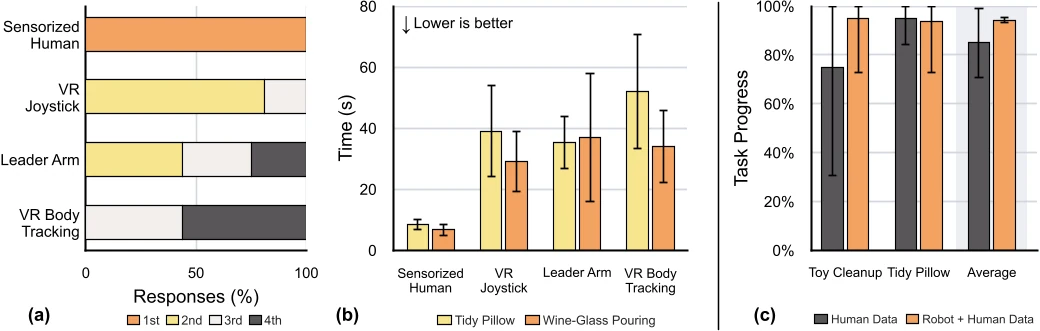 (a)
Sensorized
Human
VR
Joystick
Leader Arm
VR Body
Tracking
0
50
100
Responses (%)
1st
2nd
3rd
4th
(b)
↓ Lower is better
Time (s)
80
60
40
20
0
Sensorized
Human
VR
Joystick
Leader Arm
VR Body
Tracking
Tidy Pillow
Wine-Glass Pouring
(c)
Task Progress
100%
80%
60%
40%
20%
0%
Toy Cleanup
Tidy Pillow
Average
Human Data
Robot + Human Data